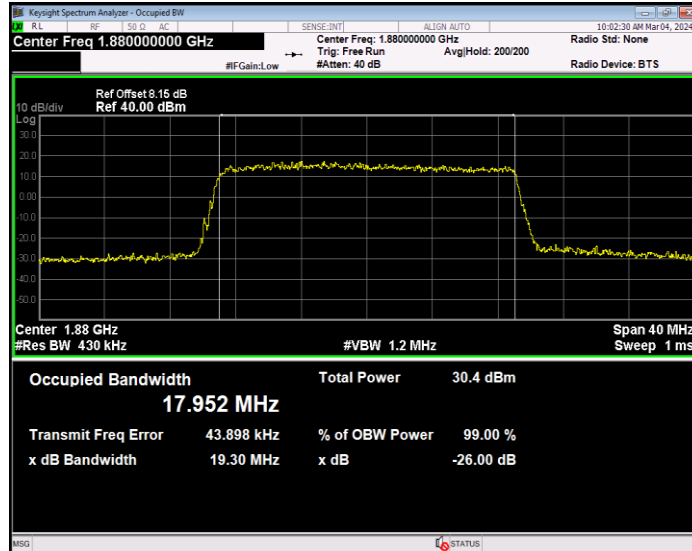 Keysight Spectrum Analyzer - Occupied BW
RL RF 50 Ω AC SENSE:INT ALIGN AUTO 10:02:30 AM Mar 04, 2024
Center Freq 1.880000000 GHz
Center Freq: 1.880000000 GHz
Radio Std: None
Trig: Free Run Avg|Hold: 200/200
#IFGain:Low #Atten: 40 dB Radio Device: BTS
Ref Offset 8.15 dB
10 dB/div Ref 40.00 dBm
Log
30.0
20.0
10.0
0.00
-10.0
-20.0
-30.0
-40.0
-50.0
Center 1.88 GHz Span 40 MHz
#Res BW 430 kHz #VBW 1.2 MHz Sweep 1 ms
Occupied Bandwidth Total Power 30.4 dBm
17.952 MHz
Transmit Freq Error 43.898 kHz % of OBW Power 99.00 %
x dB Bandwidth 19.30 MHz x dB -26.00 dB
MSG STATUS